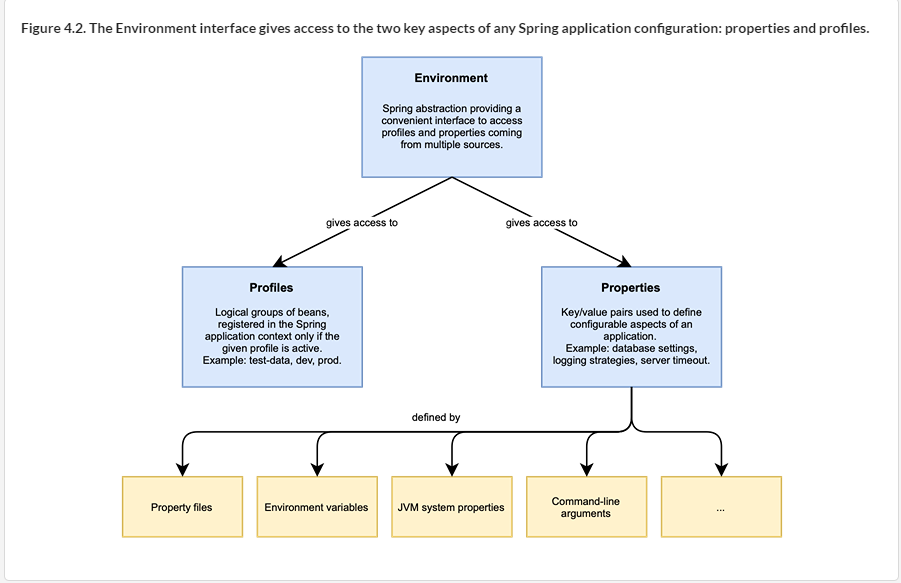 Figure 4.2. The Environment interface gives access to the two key aspects of any Spring application configuration: properties and profiles.
Environment
Spring abstraction providing a
convenient interface to access
profiles and properties coming
from multiple sources.
gives access to
gives access to
Profiles
Logical groups of beans,
registered in the Spring
application context only if the
given profile is active.
Example: test-data, dev, prod.
Properties
Key/value pairs used to define
configurable aspects of an
application.
Example: database settings,
logging strategies, server timeout.
defined by
Property files
Environment variables
JVM system properties
Command-line
arguments
...